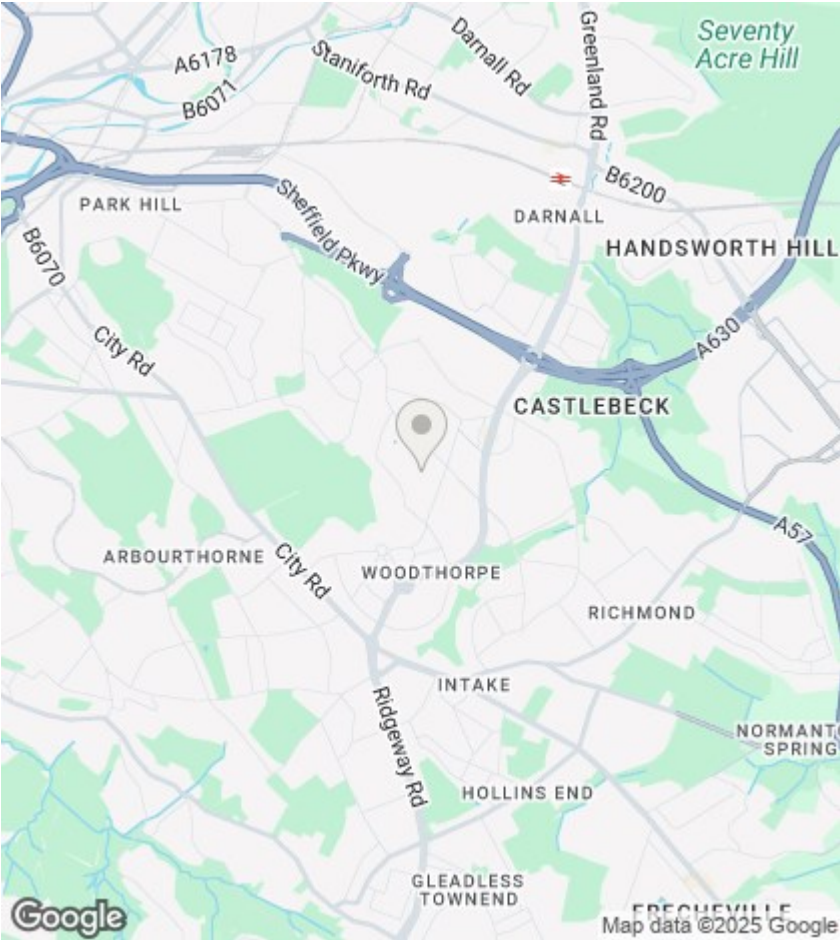 Seventy
Acre Hill
Darnall Rd
Greenland Rd
A6178
Staniforth Rd
B6071
B6200
PARK HILL
Sheffield Pkwy
DARNALL
B6070
HANDSWORTH HILL
City Rd
A630
CASTLEBECK
A57
ARBOURTHORNE
City Rd
WOODTHORPE
RICHMOND
INTAKE
Ridgeway Rd
NORMANT
SPRING
HOLLINS END
GLEADLESS
TOWNEND
FRECHEVILLE
Google
Map data ©2025 Google